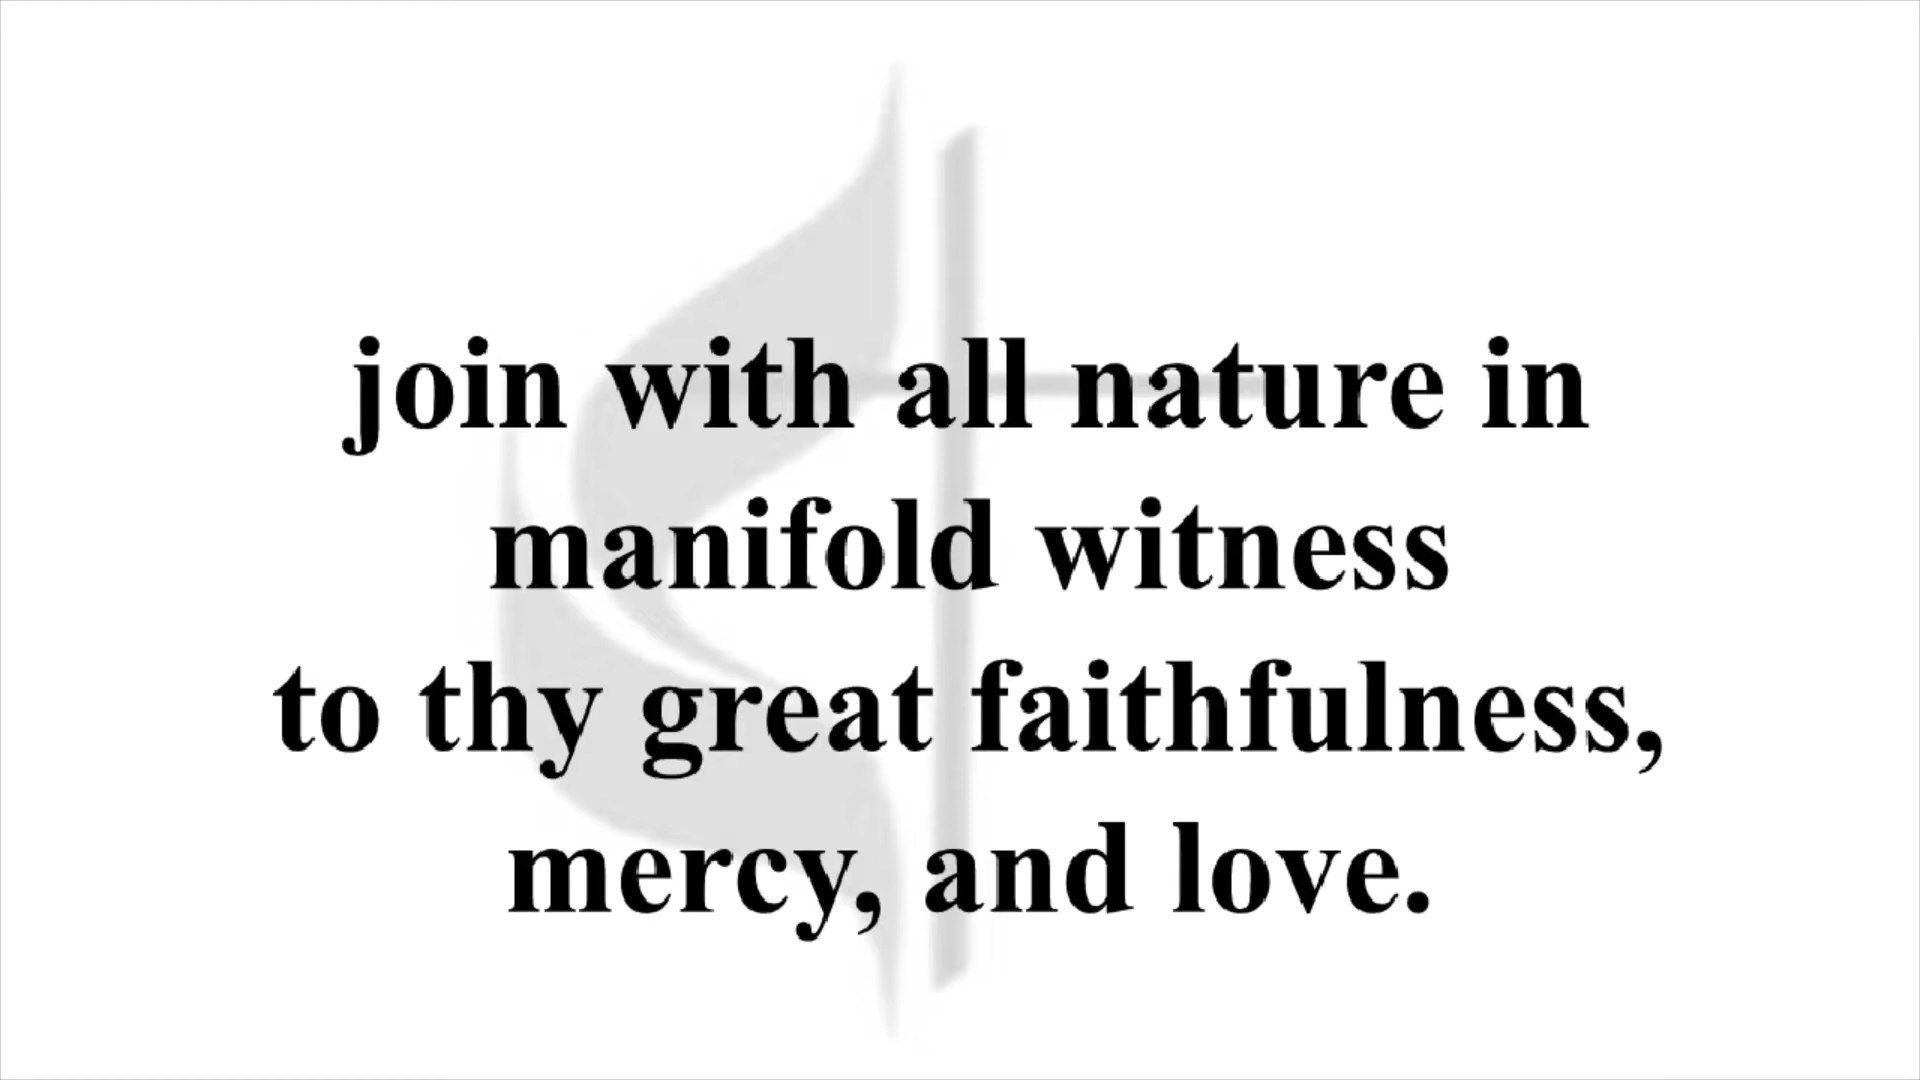 join with all nature in
manifold witness
to thy great faithfulness,
mercy, and love.